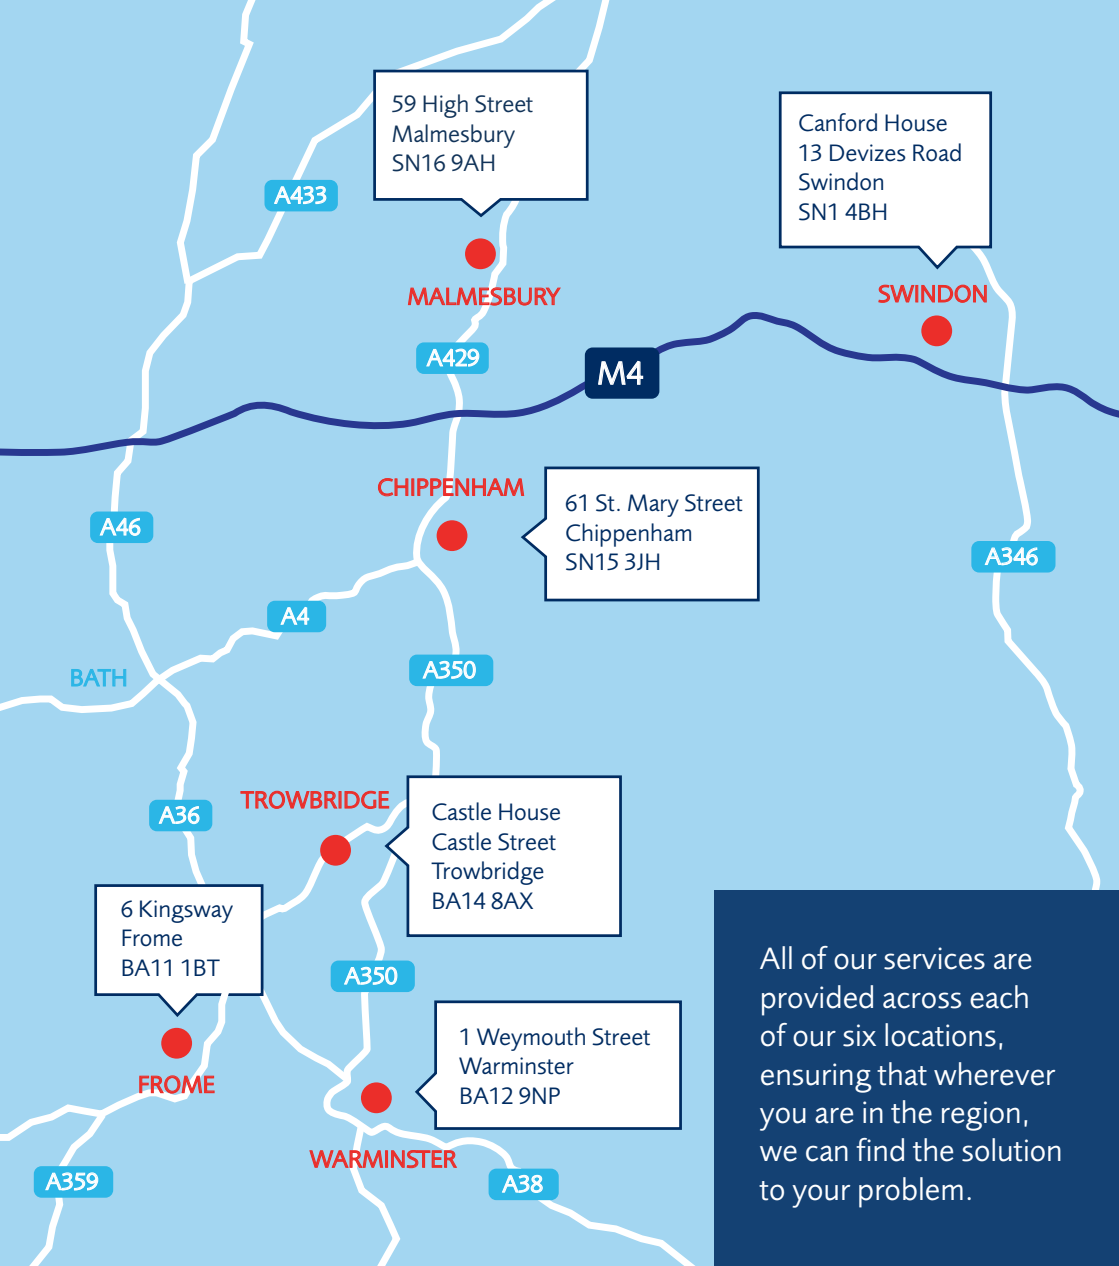 59 High Street
Malmesbury
SN16 9AH
Canford House
13 Devizes Road
Swindon
SN1 4BH
A433
MALMESBURY
SWINDON
A429
M4
CHIPPENHAM
61 St. Mary Street
Chippenham
SN15 3JH
A46
A346
A4
BATH
A350
TROWBRIDGE
A36
Castle House
Castle Street
Trowbridge
BA14 8AX
6 Kingsway
Frome
BA11 1BT
A350
1 Weymouth Street
Warminster
BA12 9NP
FROME
WARMINSTER
A359
A38
All of our services are
provided across each
of our six locations,
ensuring that wherever
you are in the region,
we can find the solution
to your problem.